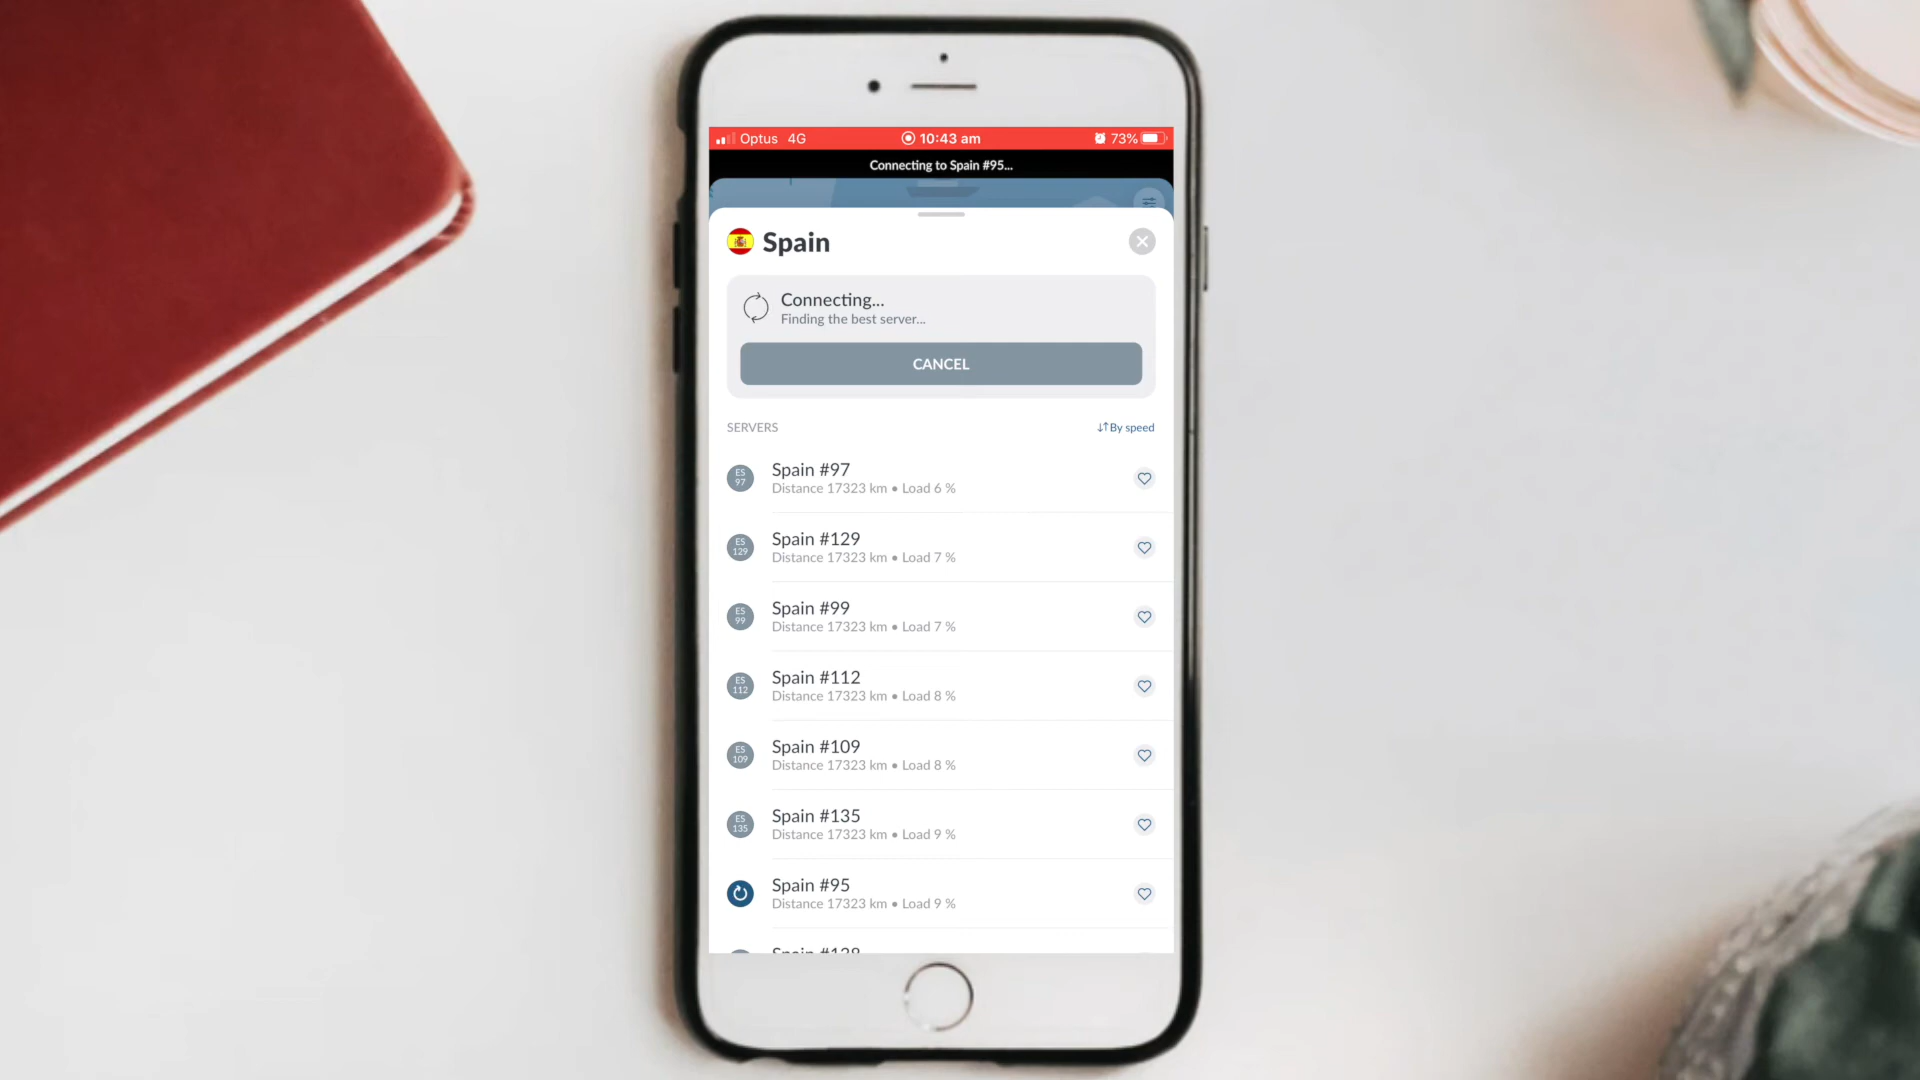 Optus 4G 10:43 am 73%
Connecting to Spain #95...
Spain
Connecting...
Finding the best server...
CANCEL
SERVERS
↓↑By speed
ES
97
Spain #97
Distance 17323 km • Load 6 %
ES
129
Spain #129
Distance 17323 km • Load 7 %
ES
99
Spain #99
Distance 17323 km • Load 7 %
ES
112
Spain #112
Distance 17323 km • Load 8 %
ES
109
Spain #109
Distance 17323 km • Load 8 %
ES
135
Spain #135
Distance 17323 km • Load 9 %
Spain #95
Distance 17323 km • Load 9 %